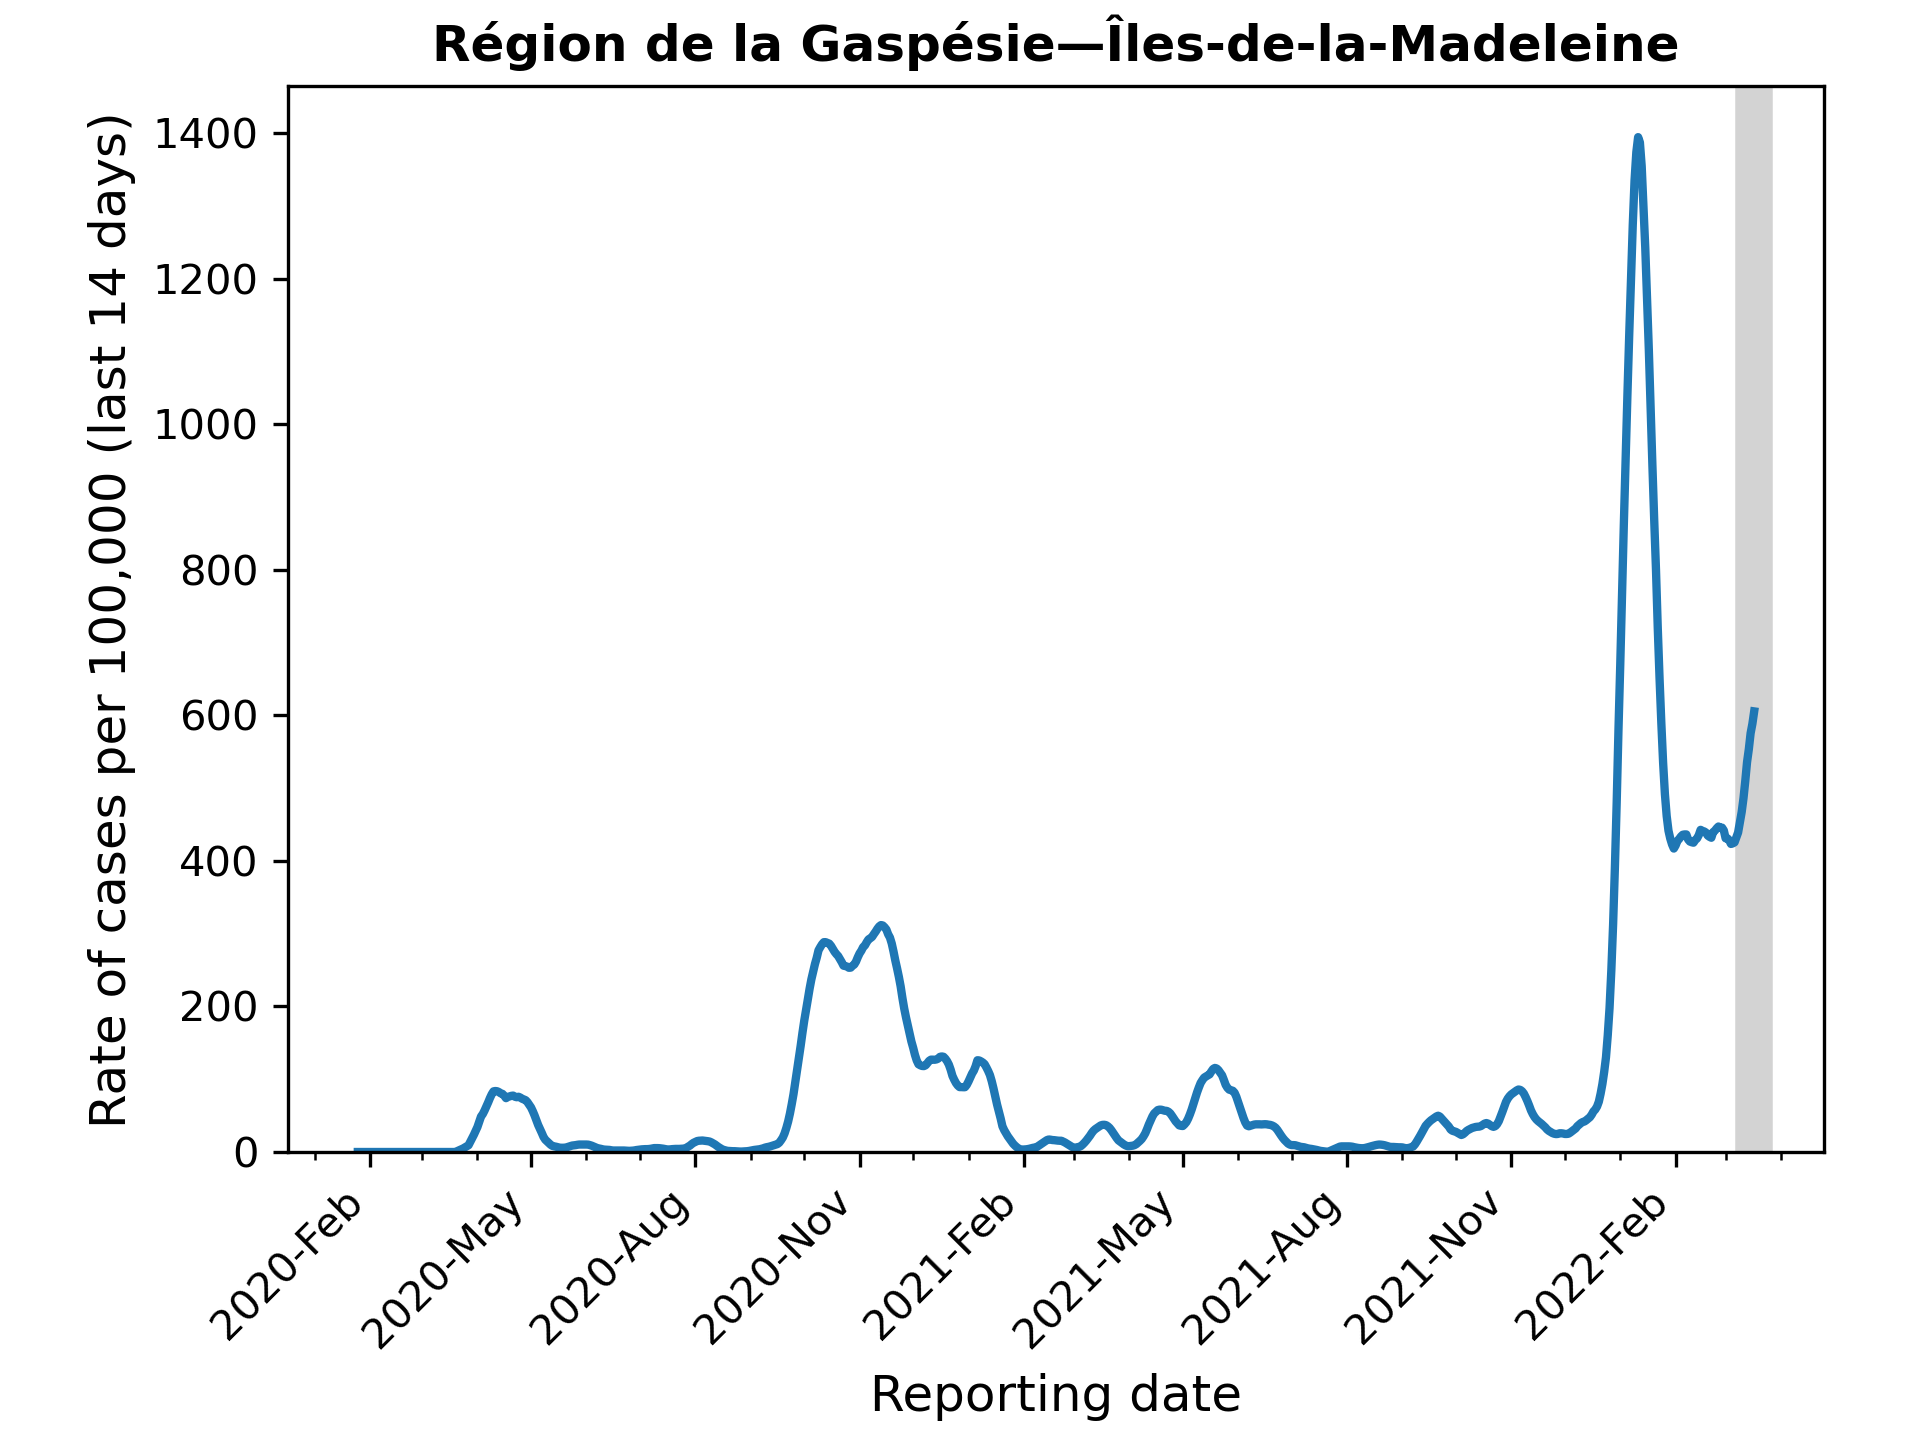 Région de la Gaspésie—Îles-de-la-Madeleine
Rate of cases per 100,000 (last 14 days)
1400
1200
1000
800
600
400
200
0
2020-Feb
2020-May
2020-Aug
2020-Nov
2021-Feb
2021-May
2021-Aug
2021-Nov
2022-Feb
Reporting date